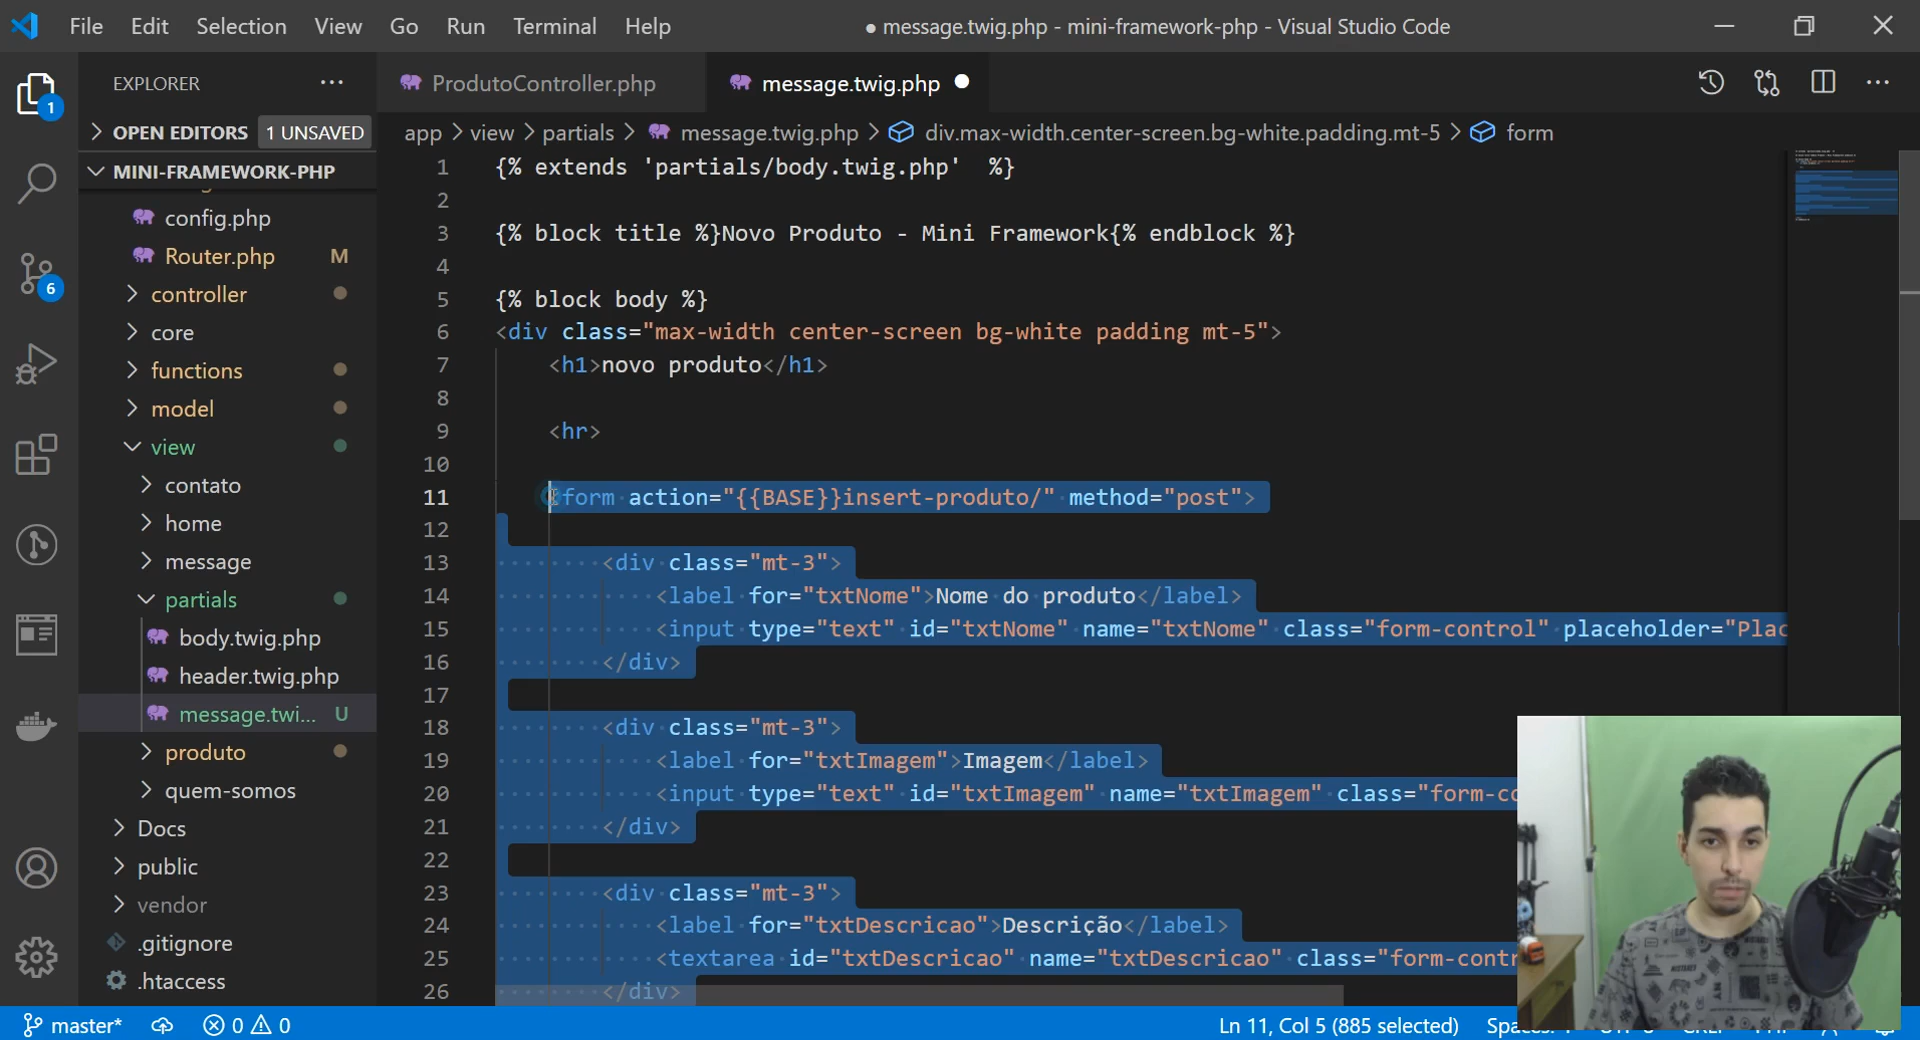 File Edit Selection View Go Run Terminal Help ● message.twig.php - mini-framework-php - Visual Studio Code
EXPLORER ···
ProdutoController.php message.twig.php
OPEN EDITORS 1 UNSAVED
app > view > partials > message.twig.php > div.max-width.center-screen.bg-white.padding.mt-5 > form
MINI-FRAMEWORK-PHP
config.php
Router.php M
controller
core
functions
model
view
contato
home
message
partials
body.twig.php
header.twig.php
message.twi... U
produto
quem-somos
Docs
public
vendor
.gitignore
.htaccess
1
6
1 {% extends 'partials/body.twig.php'  %}
2
3 {% block title %}Novo Produto - Mini Framework{% endblock %}
4
5 {% block body %}
6 <div class="max-width center-screen bg-white padding mt-5">
7 <h1>novo produto</h1>
8
9 <hr>
10
11 <form action="{{BASE}}insert-produto/" method="post">
12
13 <div class="mt-3">
14 <label for="txtNome">Nome do produto</label>
15 <input type="text" id="txtNome" name="txtNome" class="form-control" placeholder="Plac
16 </div>
17
18 <div class="mt-3">
19 <label for="txtImagem">Imagem</label>
20 <input type="text" id="txtImagem" name="txtImagem" class="form-co
21 </div>
22
23 <div class="mt-3">
24 <label for="txtDescricao">Descrição</label>
25 <textarea id="txtDescricao" name="txtDescricao" class="form-contr
26 </div>
master* 0 0 Ln 11, Col 5 (885 selected)